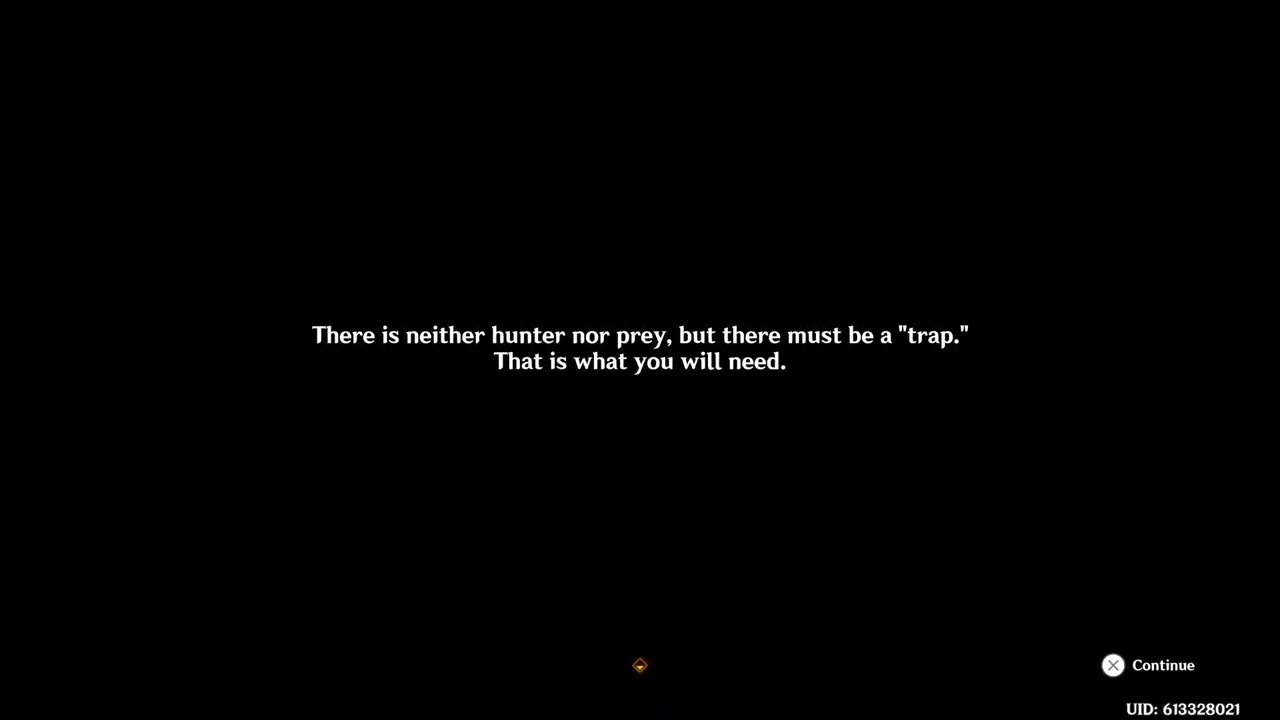 There is neither hunter nor prey, but there must be a "trap."
That is what you will need.
Continue
UID: 613328021